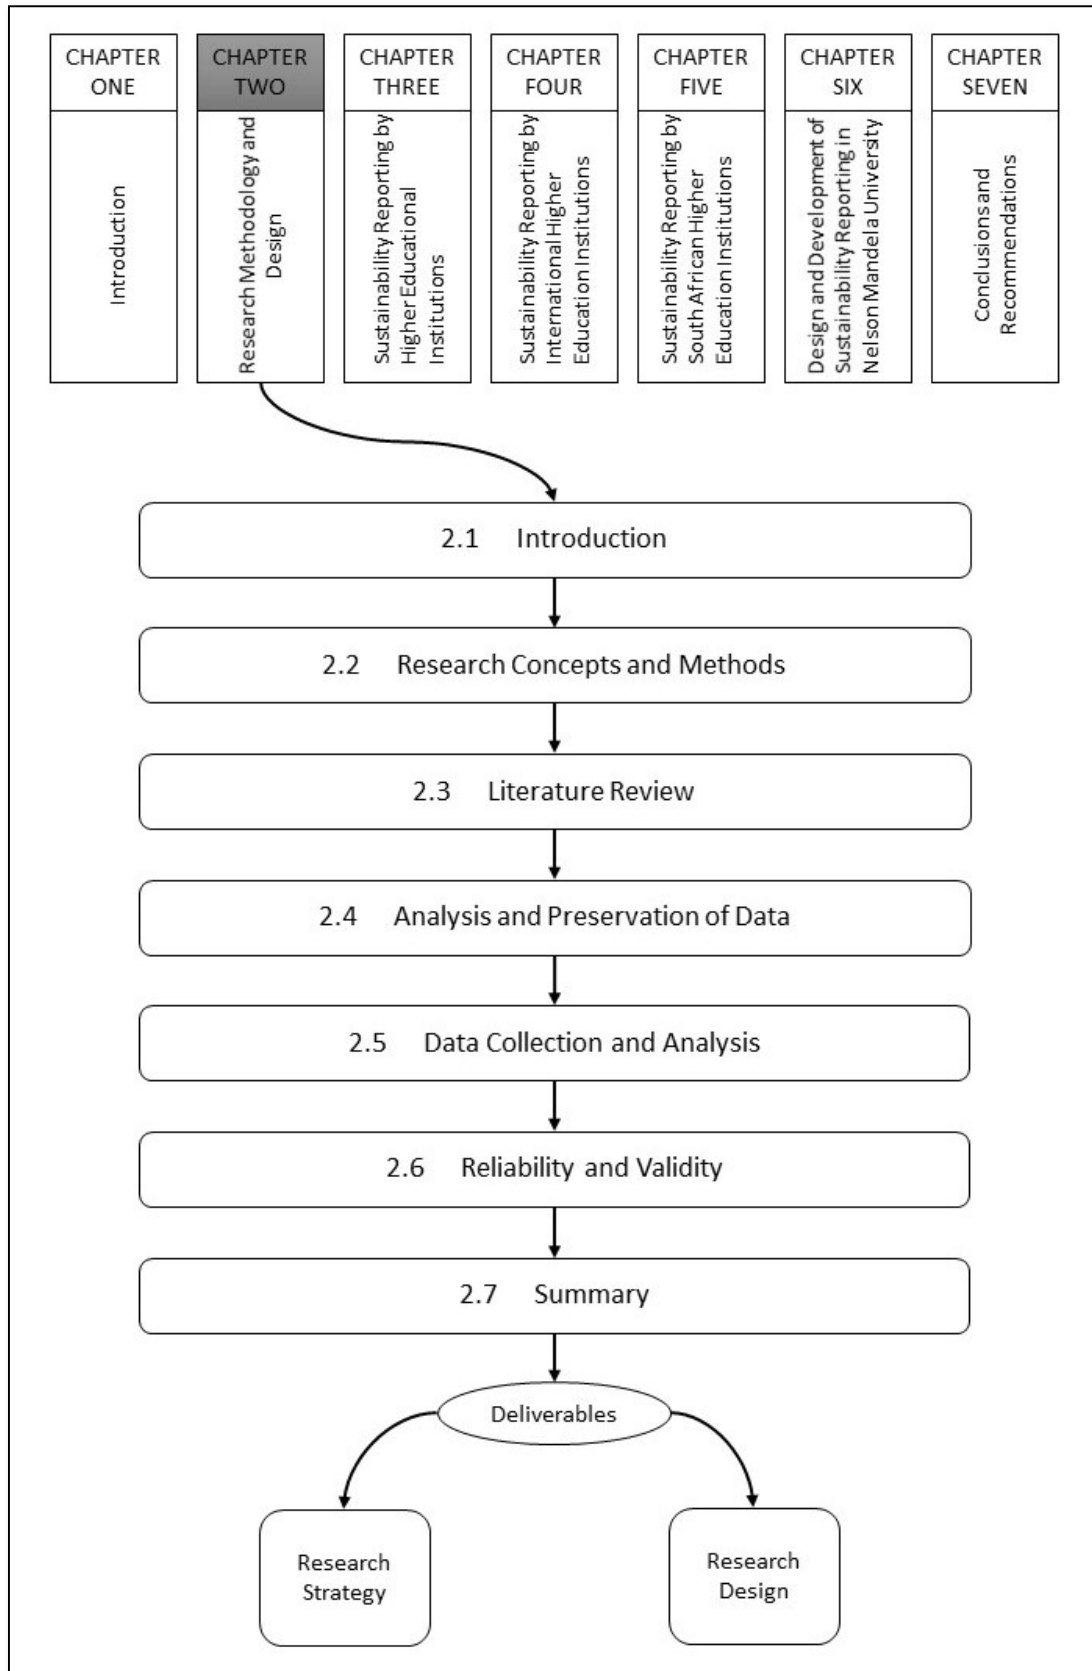 CHAPTER
ONE
CHAPTER
TWO
CHAPTER
THREE
CHAPTER
FOUR
CHAPTER
FIVE
CHAPTER
SIX
CHAPTER
SEVEN
Introduction
Research Methodology and
Design
Sustainability Reporting by
Higher Educational
Institutions
Sustainability Reporting by
International Higher
Education Institutions
Sustainability Reporting by
South African Higher
Education Institutions
Design and Development of
Sustainability Reporting in
Nelson Mandela University
Conclusions and
Recommendations
2.1 Introduction
2.2 Research Concepts and Methods
2.3 Literature Review
2.4 Analysis and Preservation of Data
2.5 Data Collection and Analysis
2.6 Reliability and Validity
2.7 Summary
Deliverables
Research
Strategy
Research
Design